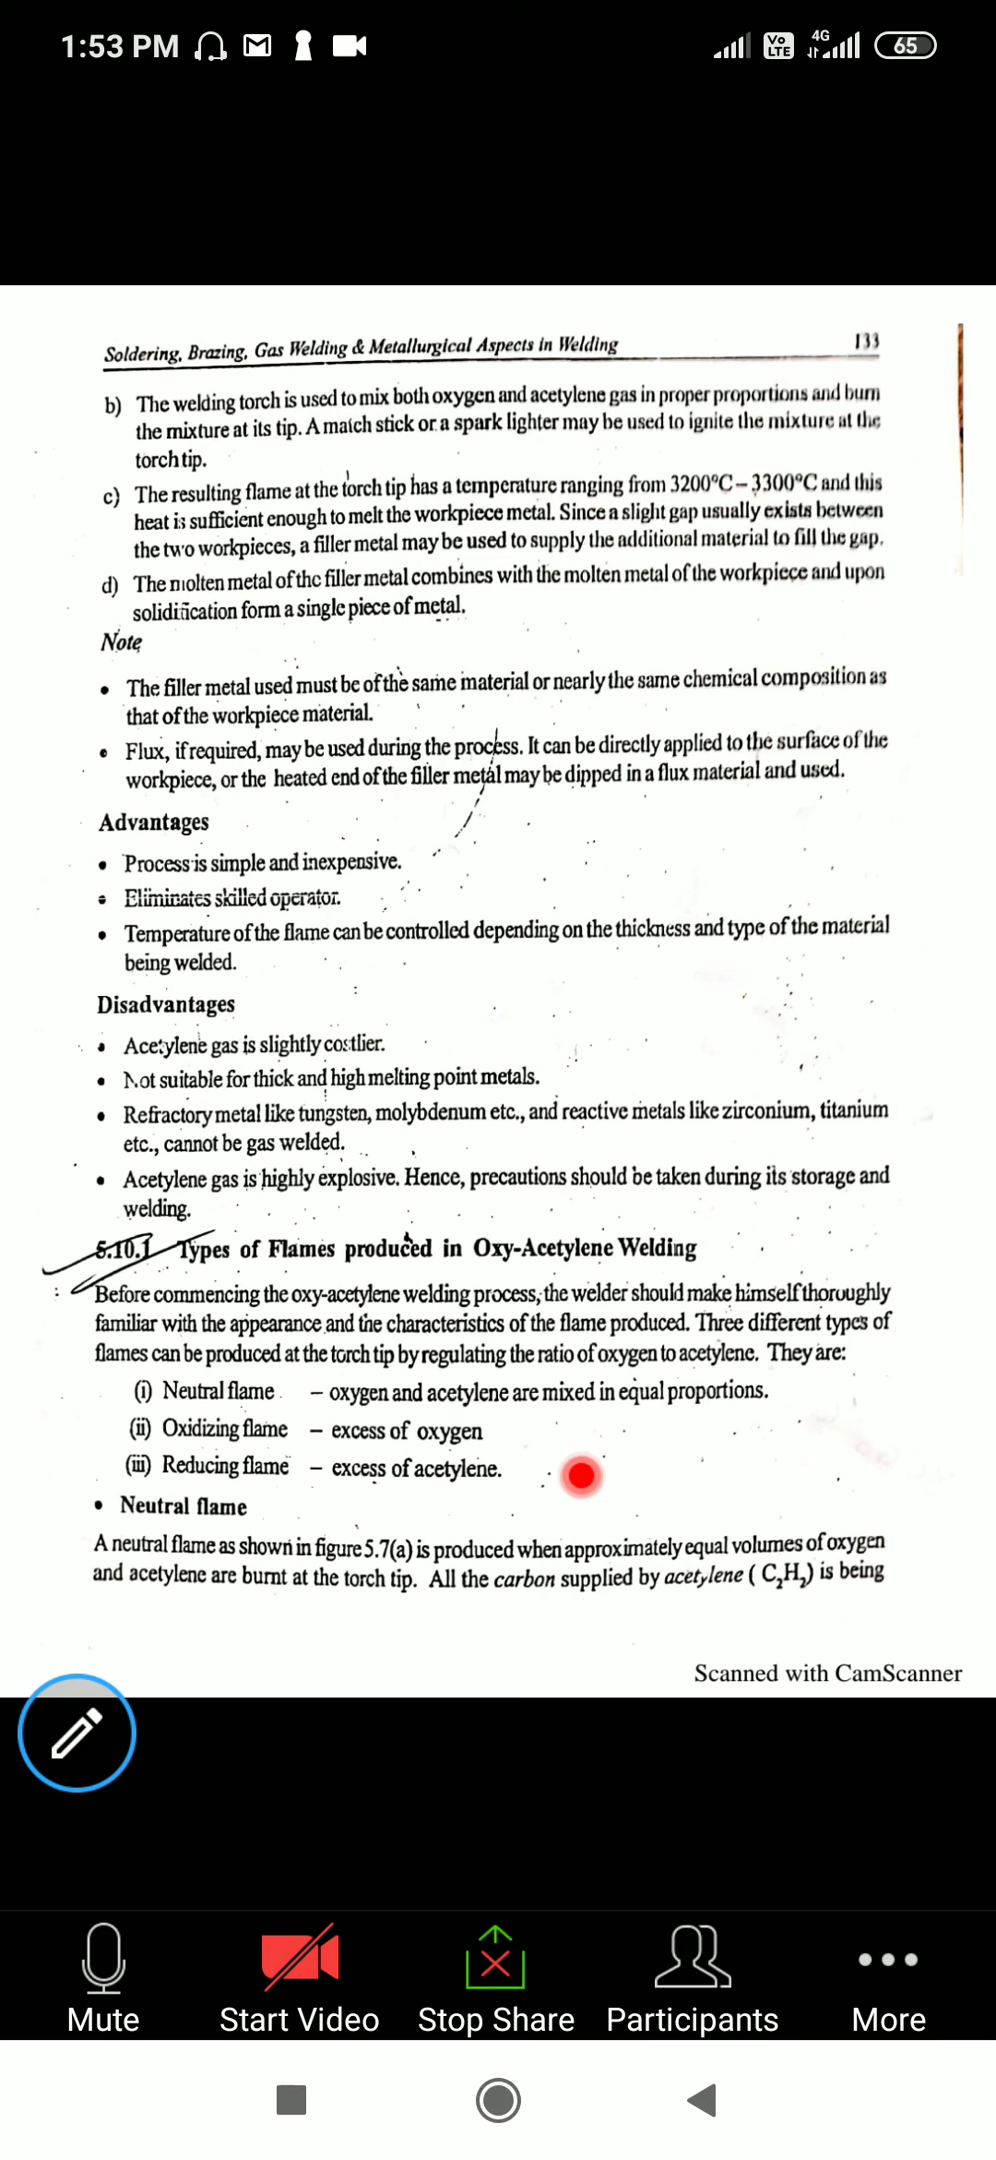 1:53 PM
Vo LTE 4G 65
Soldering, Brazing, Gas Welding & Metallurgical Aspects in Welding 133
b) The welding torch is used to mix both oxygen and acetylene gas in proper proportions and burn
the mixture at its tip. A match stick or a spark lighter may be used to ignite the mixture at the
torch tip.
c) The resulting flame at the torch tip has a temperature ranging from 3200°C – 3300°C and this
heat is sufficient enough to melt the workpiece metal. Since a slight gap usually exists between
the two workpieces, a filler metal may be used to supply the additional material to fill the gap.
d) The molten metal of the filler metal combines with the molten metal of the workpiece and upon
solidification form a single piece of metal.
Note
• The filler metal used must be of the same material or nearly the same chemical composition as
that of the workpiece material.
• Flux, if required, may be used during the process. It can be directly applied to the surface of the
workpiece, or the heated end of the filler metal may be dipped in a flux material and used.
Advantages
• Process is simple and inexpensive.
• Eliminates skilled operator.
• Temperature of the flame can be controlled depending on the thickness and type of the material
being welded.
Disadvantages
• Acetylene gas is slightly costlier.
• Not suitable for thick and high melting point metals.
• Refractory metal like tungsten, molybdenum etc., and reactive metals like zirconium, titanium
etc., cannot be gas welded.
• Acetylene gas is highly explosive. Hence, precautions should be taken during its storage and
welding.
5.10.1 Types of Flames produced in Oxy-Acetylene Welding
Before commencing the oxy-acetylene welding process, the welder should make himself thoroughly
familiar with the appearance and the characteristics of the flame produced. Three different types of
flames can be produced at the torch tip by regulating the ratio of oxygen to acetylene. They are:
(i) Neutral flame – oxygen and acetylene are mixed in equal proportions.
(ii) Oxidizing flame – excess of oxygen
(iii) Reducing flame – excess of acetylene.
• Neutral flame
A neutral flame as shown in figure 5.7(a) is produced when approximately equal volumes of oxygen
and acetylene are burnt at the torch tip. All the carbon supplied by acetylene ( C₂H₂) is being
Scanned with CamScanner
Mute Start Video Stop Share Participants More